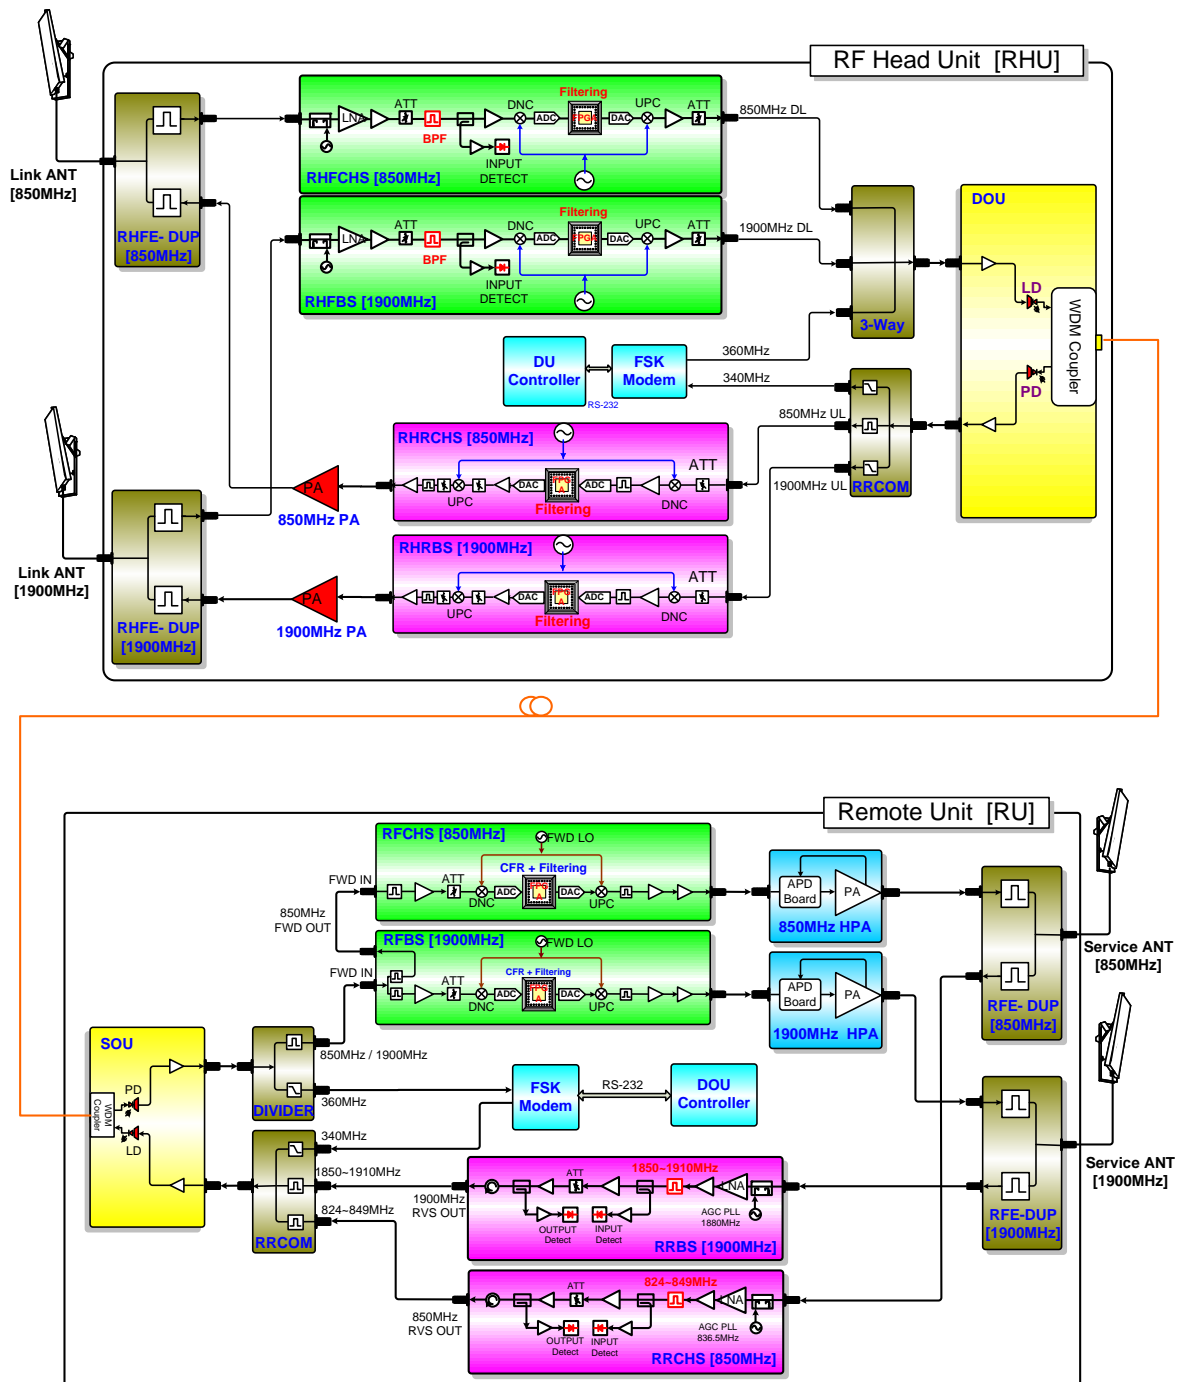 RF Head Unit  [RHU]
Link ANT
[850MHz]
RHFE- DUP
[850MHz]
LNA
ATT
BPF
INPUT
DETECT
DNC
ADC
Filtering
FPGA
DAC
UPC
ATT
RHFCHS [850MHz]
850MHz DL
LNA
ATT
BPF
INPUT
DETECT
DNC
ADC
Filtering
FPGA
DAC
UPC
ATT
RHFBS [1900MHz]
1900MHz DL
3-Way
DOU
LD
PD
WDM Coupler
DU
Controller
RS-232
FSK
Modem
360MHz
340MHz
850MHz UL
1900MHz UL
RRCOM
RHRCHS [850MHz]
ATT
UPC
DAC
FPG
A
ADC
DNC
Filtering
PA
850MHz PA
RHRBS [1900MHz]
ATT
UPC
DAC
FPG
A
ADC
DNC
Filtering
PA
1900MHz PA
Link ANT
[1900MHz]
RHFE- DUP
[1900MHz]
Remote Unit  [RU]
RFCHS [850MHz]
FWD LO
CFR + Filtering
FWD IN
ATT
DNC
ADC
FPG
A
DAC
UPC
850MHz
FWD OUT
RFBS [1900MHz]
FWD LO
CFR + Filtering
FWD IN
ATT
DNC
ADC
FPG
A
DAC
UPC
APD
Board
PA
850MHz HPA
APD
Board
PA
1900MHz  HPA
Service ANT
[850MHz]
RFE- DUP
[850MHz]
SOU
PD
LD
WDM
Coupler
850MHz / 1900MHz
360MHz
DIVIDER
FSK
Modem
RS-232
DOU
Controller
340MHz
1850~1910MHz
824~849MHz
RRCOM
1900MHz
RVS OUT
ATT
1850~1910MHz
LNA
AGC PLL
1880MHz
OUTPUT
Detect
INPUT
Detect
RRBS [1900MHz]
850MHz
RVS OUT
ATT
824~849MHz
LNA
AGC PLL
836.5MHz
OUTPUT
Detect
INPUT
Detect
RRCHS [850MHz]
Service ANT
[1900MHz]
RFE-DUP
[1900MHz]